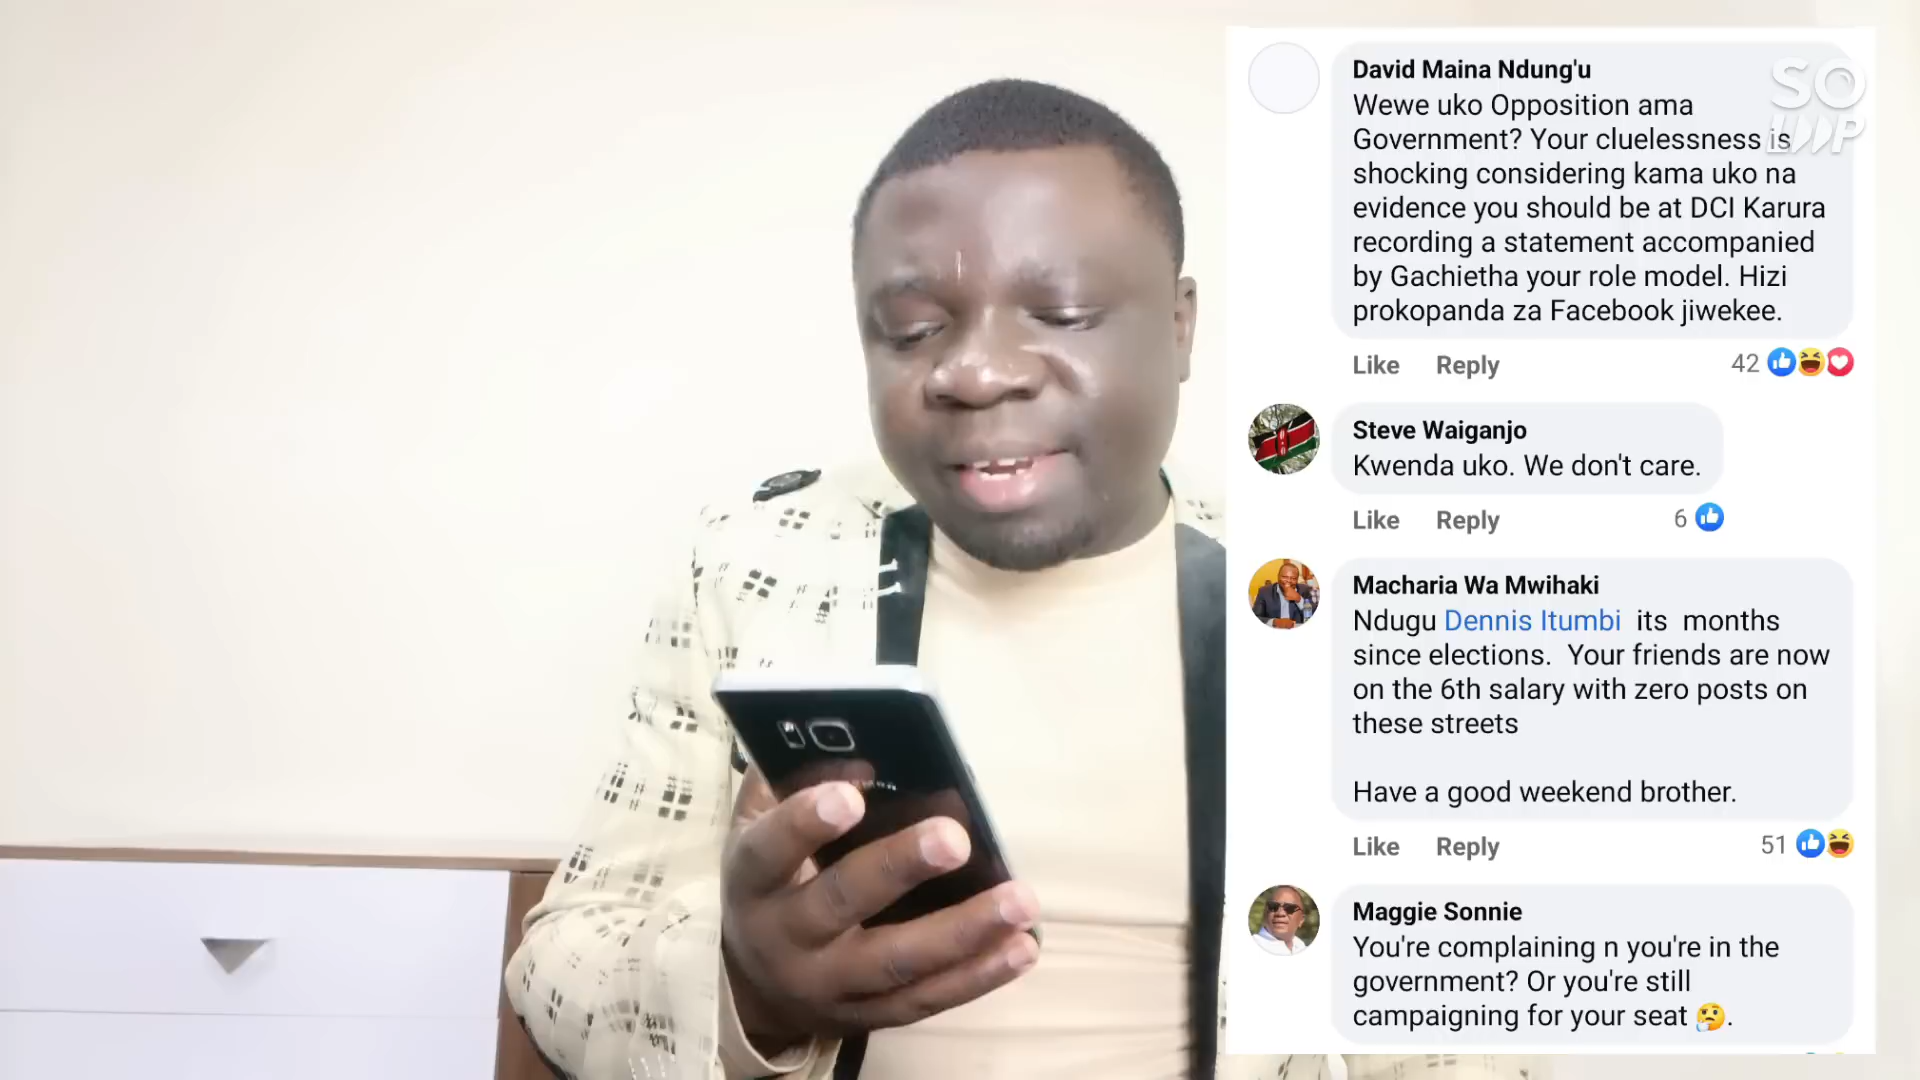 David Maina Ndung'u
Wewe uko Opposition ama
Government? Your cluelessness is
shocking considering kama uko na
evidence you should be at DCI Karura
recording a statement accompanied
by Gachietha your role model. Hizi
prokopanda za Facebook jiwekee.
Like Reply 42
Steve Waiganjo
Kwenda uko. We don't care.
Like Reply 6
Macharia Wa Mwihaki
Ndugu Dennis Itumbi its months
since elections. Your friends are now
on the 6th salary with zero posts on
these streets
Have a good weekend brother.
Like Reply 51
Maggie Sonnie
You're complaining n you're in the
government? Or you're still
campaigning for your seat 🤔.
SO